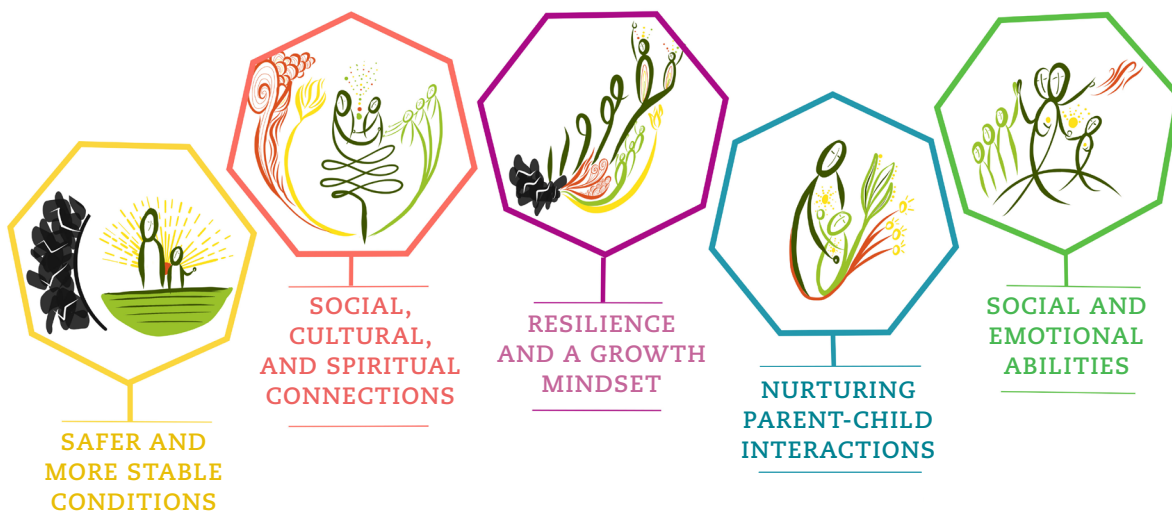 SAFER AND
MORE STABLE
CONDITIONS
SOCIAL,
CULTURAL,
AND SPIRITUAL
CONNECTIONS
RESILIENCE
AND A GROWTH
MINDSET
NURTURING
PARENT-CHILD
INTERACTIONS
SOCIAL AND
EMOTIONAL
ABILITIES